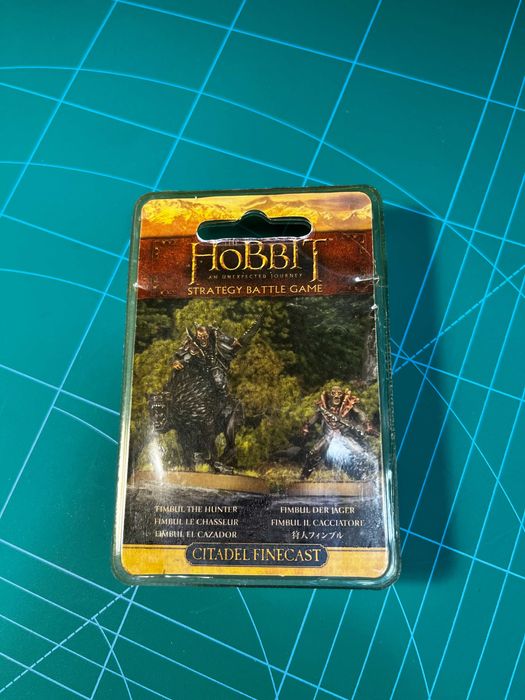 THE
HOBBIT
AN UNEXPECTED JOURNEY
STRATEGY BATTLE GAME
FIMBUL THE HUNTER
FIMBUL LE CHASSEUR
FIMBUL EL CAZADOR
FIMBUL DER JÄGER
FIMBUL IL CACCIATORE
狩人フィンブル
CITADEL FINECAST